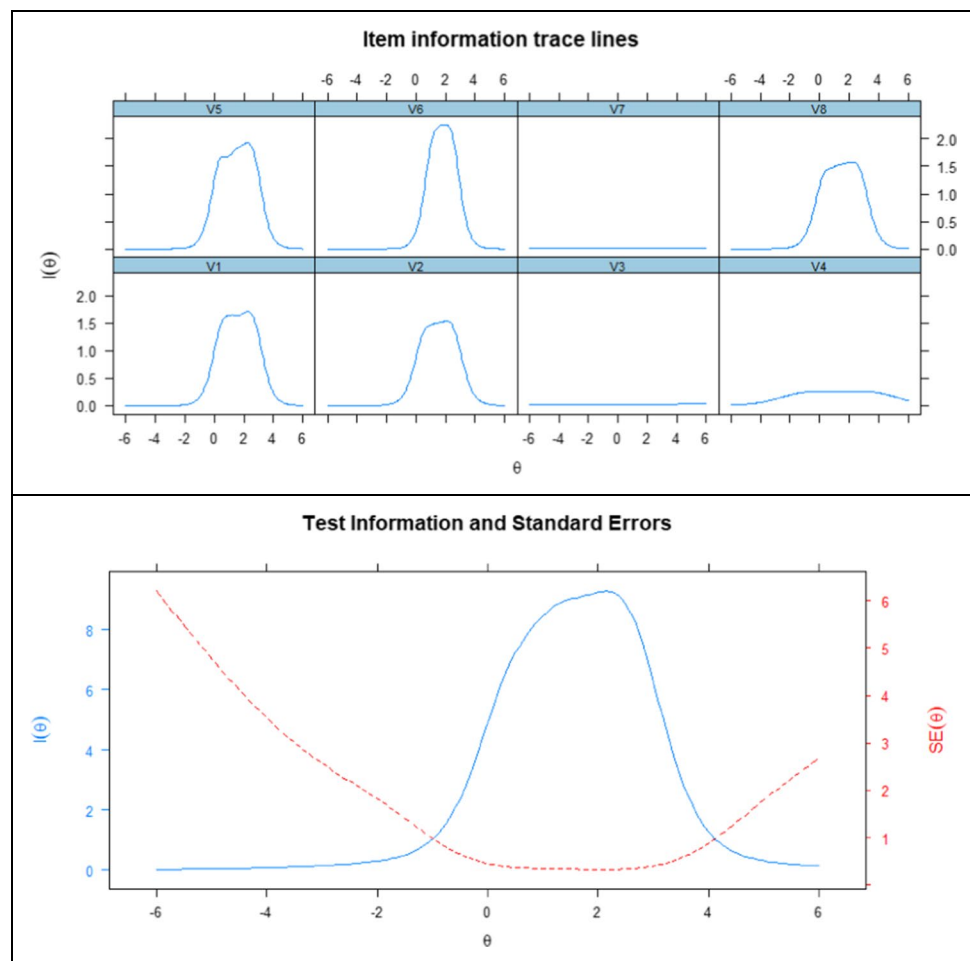 Item information trace lines
-6 -4 -2 0 2 4 6 -6 -4 -2 0 2 4 6
V5 V6 V7 V8
2.0
1.5
1.0
0.5
0.0
I(θ)
V1 V2 V3 V4
2.0
1.5
1.0
0.5
0.0
-6 -4 -2 0 2 4 6 -6 -4 -2 0 2 4 6
θ
Test Information and Standard Errors
8
6
4
2
0
I(θ)
6
5
4
3
2
1
SE(θ)
-6 -4 -2 0 2 4 6
θ